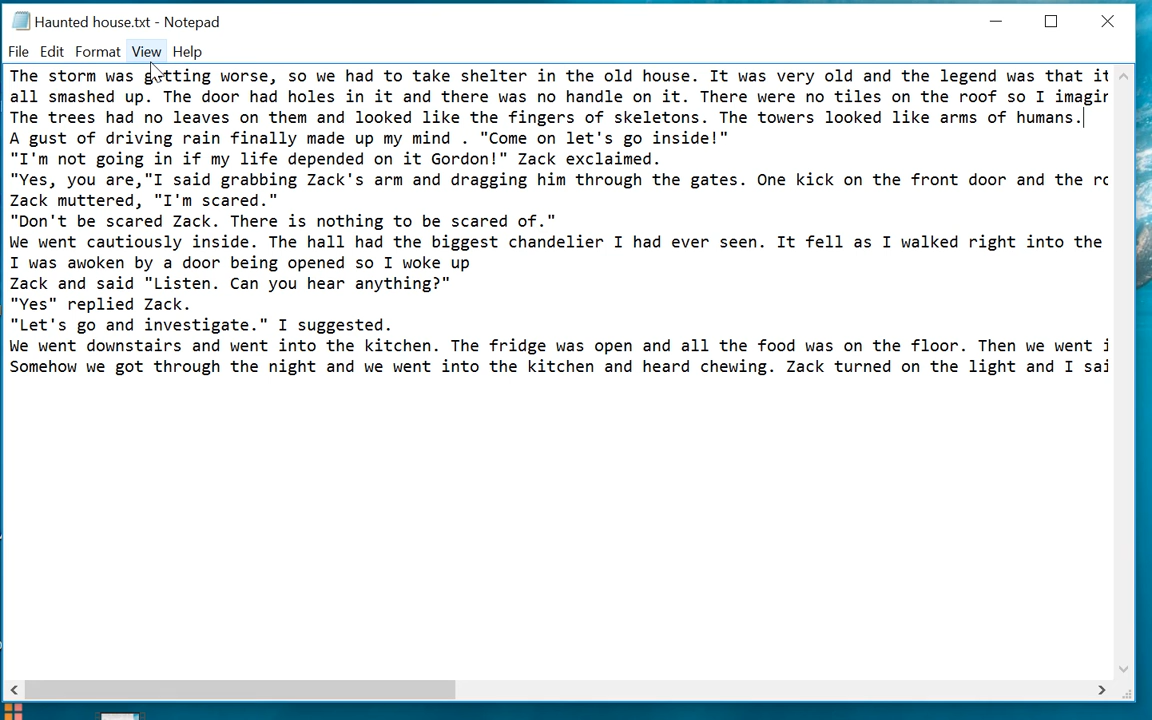 Haunted house.txt - Notepad
File Edit Format View Help
The storm was getting worse, so we had to take shelter in the old house. It was very old and the legend was that it
all smashed up. The door had holes in it and there was no handle on it. There were no tiles on the roof so I imagin
The trees had no leaves on them and looked like the fingers of skeletons. The towers looked like arms of humans.
A gust of driving rain finally made up my mind . "Come on let's go inside!"
"I'm not going in if my life depended on it Gordon!" Zack exclaimed.
"Yes, you are,"I said grabbing Zack's arm and dragging him through the gates. One kick on the front door and the ro
Zack muttered, "I'm scared."
"Don't be scared Zack. There is nothing to be scared of."
We went cautiously inside. The hall had the biggest chandelier I had ever seen. It fell as I walked right into the
I was awoken by a door being opened so I woke up
Zack and said "Listen. Can you hear anything?"
"Yes" replied Zack.
"Let's go and investigate." I suggested.
We went downstairs and went into the kitchen. The fridge was open and all the food was on the floor. Then we went i
Somehow we got through the night and we went into the kitchen and heard chewing. Zack turned on the light and I sai